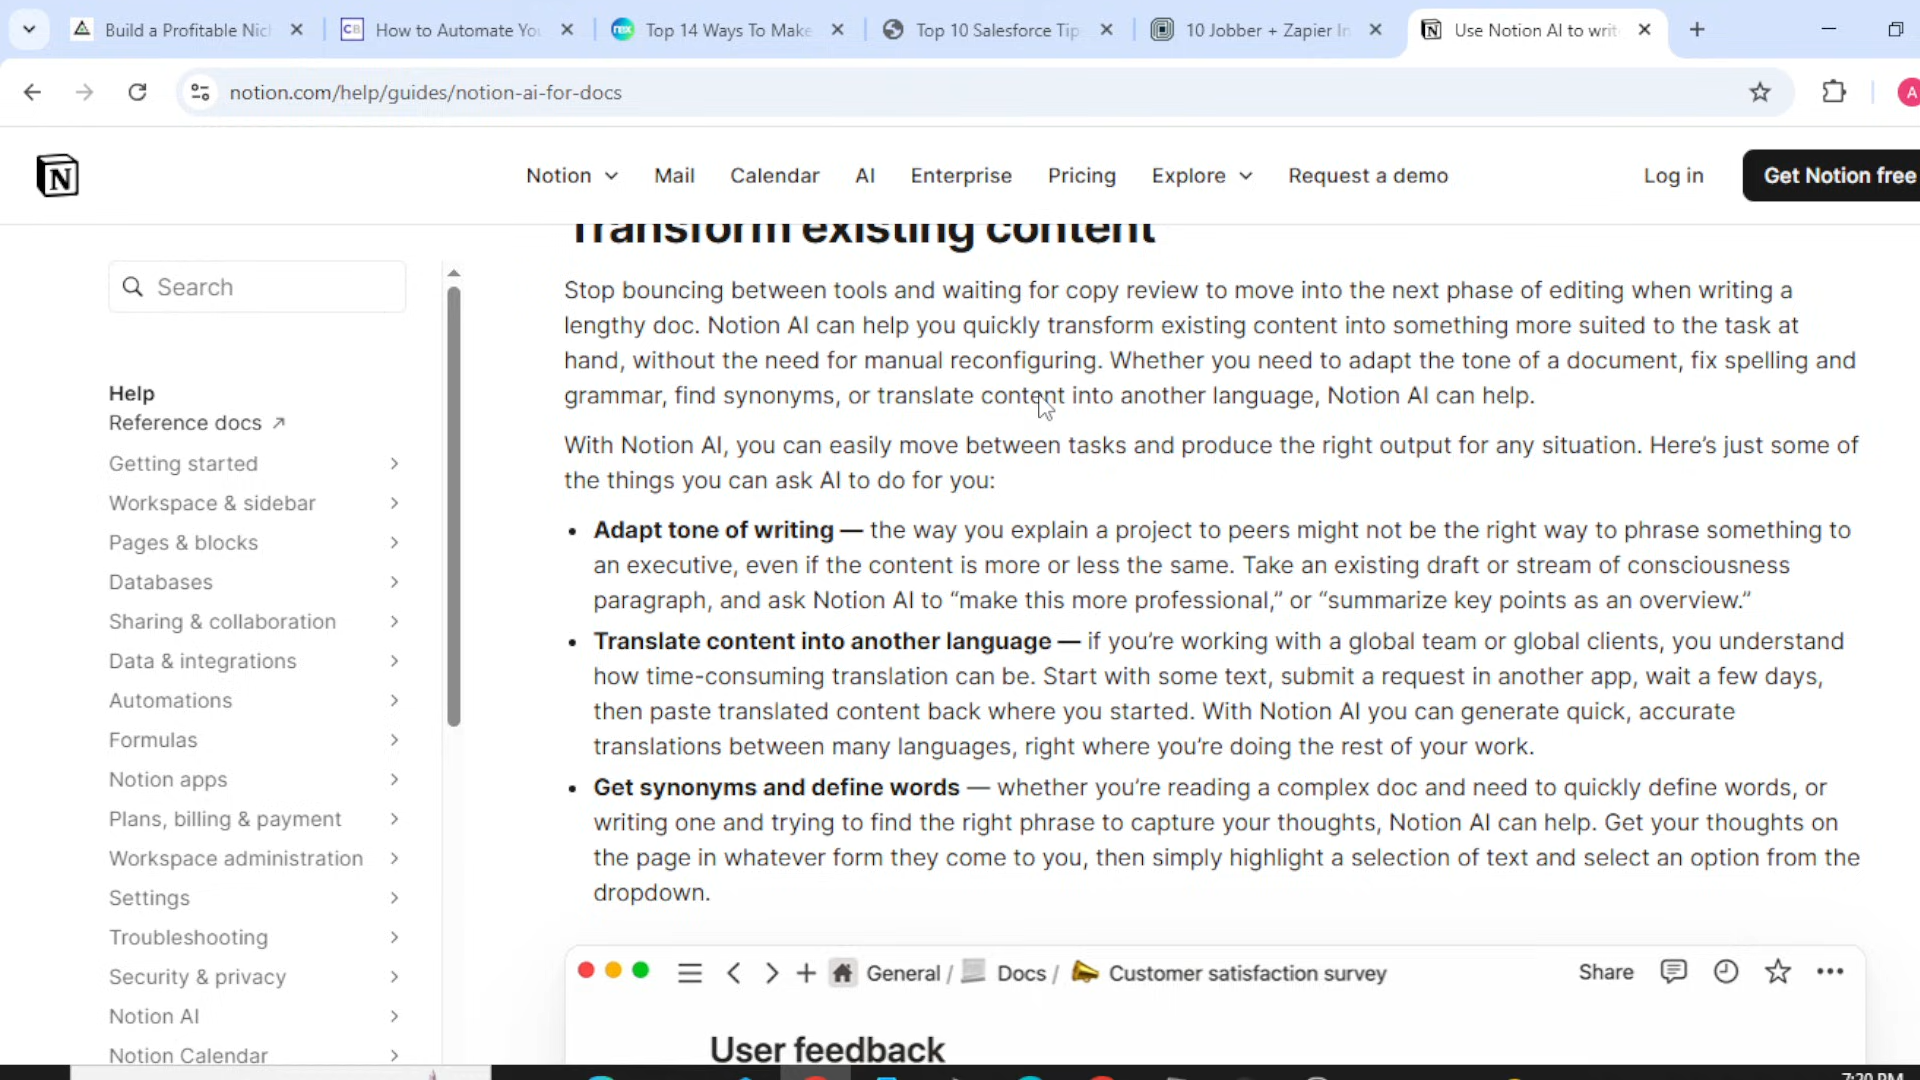 Build a Profitable Nic
CB How to Automate Yo
nex Top 14 Ways To Make
Top 10 Salesforce Tip
10 Jobber + Zapier In
Use Notion AI to writ
notion.com/help/guides/notion-ai-for-docs
A
N
Notion
Mail
Calendar
AI
Enterprise
Pricing
Explore
Request a demo
Log in
Get Notion free
Search
Help
Reference docs ↗
Getting started
Workspace & sidebar
Pages & blocks
Databases
Sharing & collaboration
Data & integrations
Automations
Formulas
Notion apps
Plans, billing & payment
Workspace administration
Settings
Troubleshooting
Security & privacy
Notion AI
Notion Calendar
Transform existing content
Stop bouncing between tools and waiting for copy review to move into the next phase of editing when writing a
lengthy doc. Notion AI can help you quickly transform existing content into something more suited to the task at
hand, without the need for manual reconfiguring. Whether you need to adapt the tone of a document, fix spelling and
grammar, find synonyms, or translate content into another language, Notion AI can help.
With Notion AI, you can easily move between tasks and produce the right output for any situation. Here’s just some of
the things you can ask AI to do for you:
• Adapt tone of writing — the way you explain a project to peers might not be the right way to phrase something to
an executive, even if the content is more or less the same. Take an existing draft or stream of consciousness
paragraph, and ask Notion AI to “make this more professional,” or “summarize key points as an overview.”
• Translate content into another language — if you’re working with a global team or global clients, you understand
how time-consuming translation can be. Start with some text, submit a request in another app, wait a few days,
then paste translated content back where you started. With Notion AI you can generate quick, accurate
translations between many languages, right where you’re doing the rest of your work.
• Get synonyms and define words — whether you’re reading a complex doc and need to quickly define words, or
writing one and trying to find the right phrase to capture your thoughts, Notion AI can help. Get your thoughts on
the page in whatever form they come to you, then simply highlight a selection of text and select an option from the
dropdown.
General / Docs / Customer satisfaction survey
Share
User feedback
7:20 PM